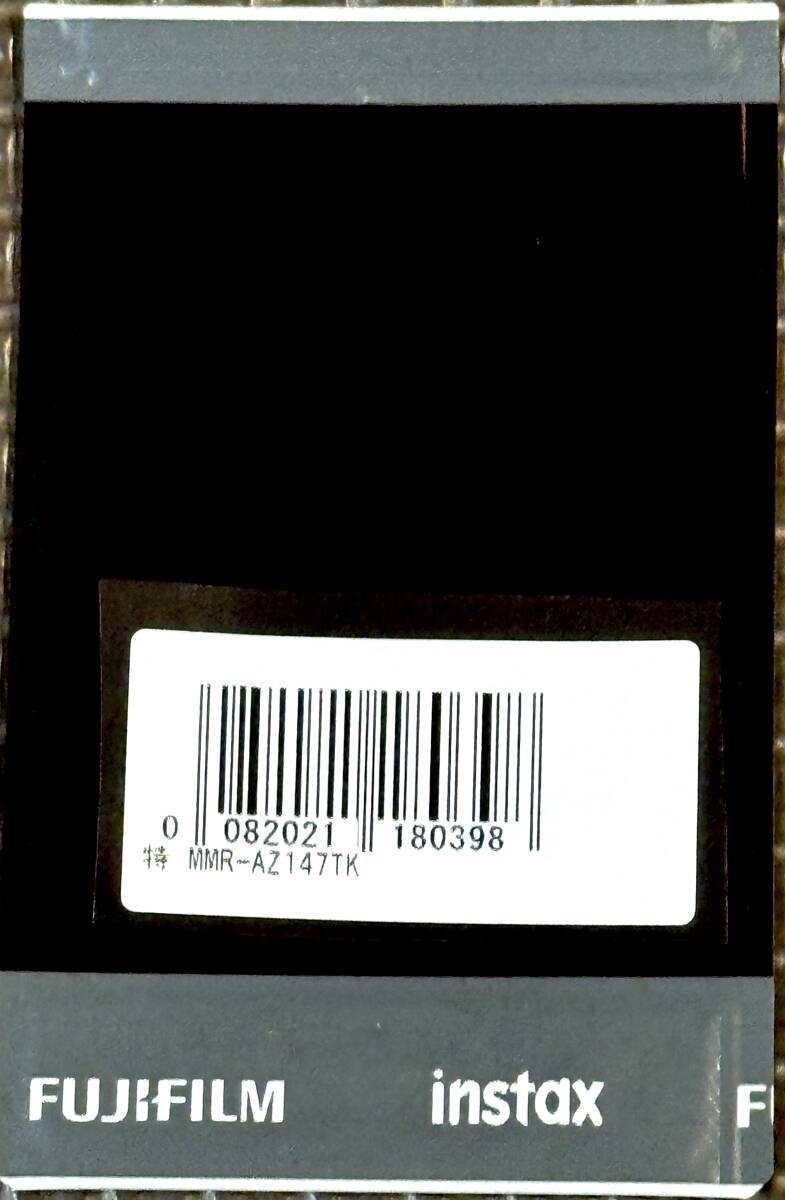 0 082021 180398
特 MMR-AZ147TK
FUJIFILM instax F